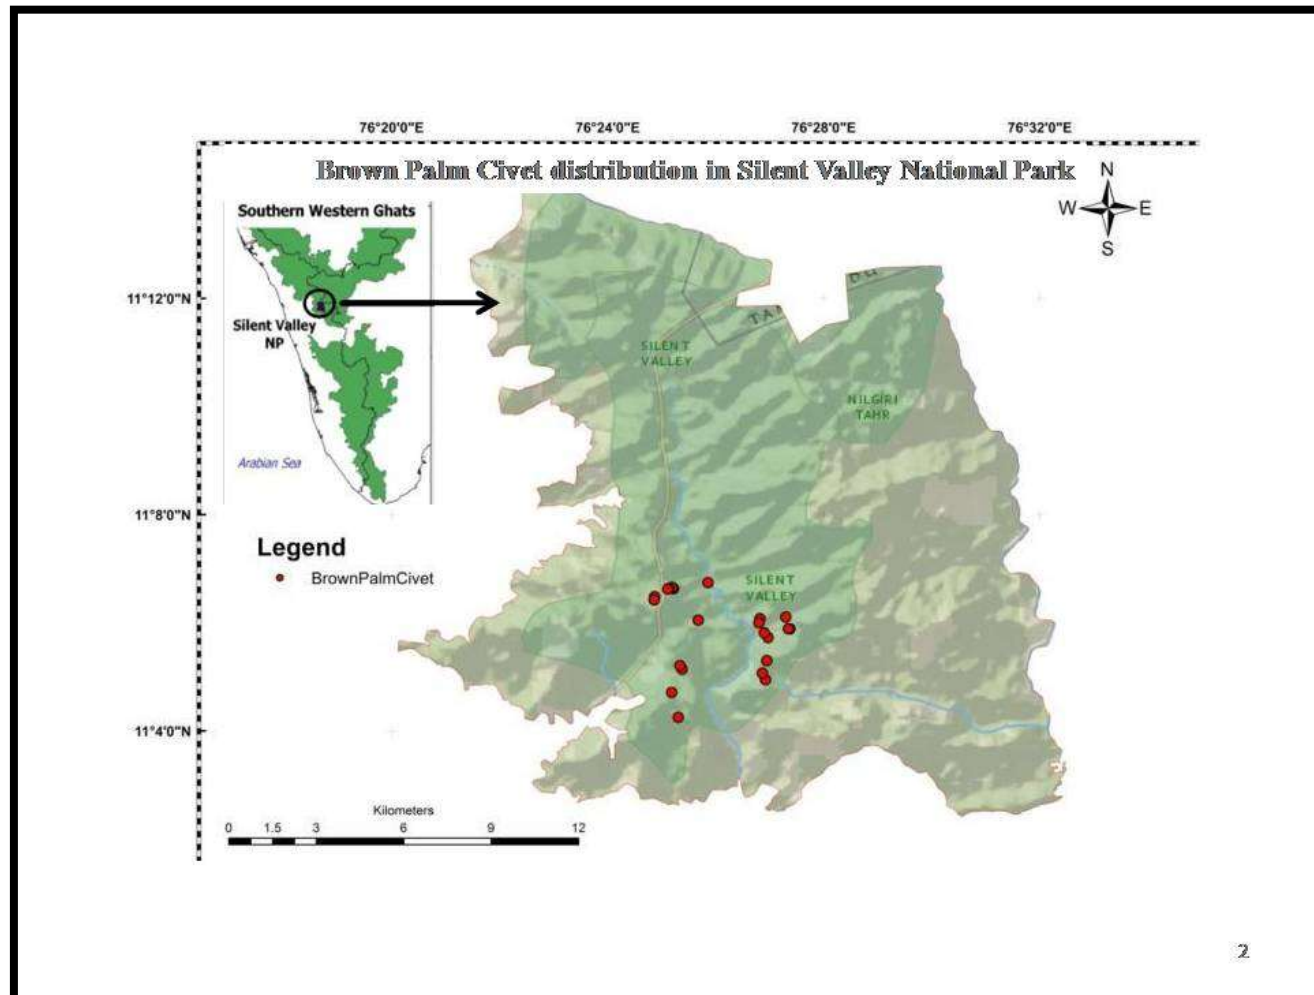 76°20'0"E 76°24'0"E 76°28'0"E 76°32'0"E
Brown Palm Civet distribution in Silent Valley National Park
N
W E
S
Southern Western Ghats
Silent Valley
NP
Arabian Sea
11°12'0"N
11°8'0"N
11°4'0"N
SILENT
VALLEY
NILGIRI
TAHR
SILENT
VALLEY
Legend
BrownPalmCivet
Kilometers
0 1.5 3 6 9 12
2